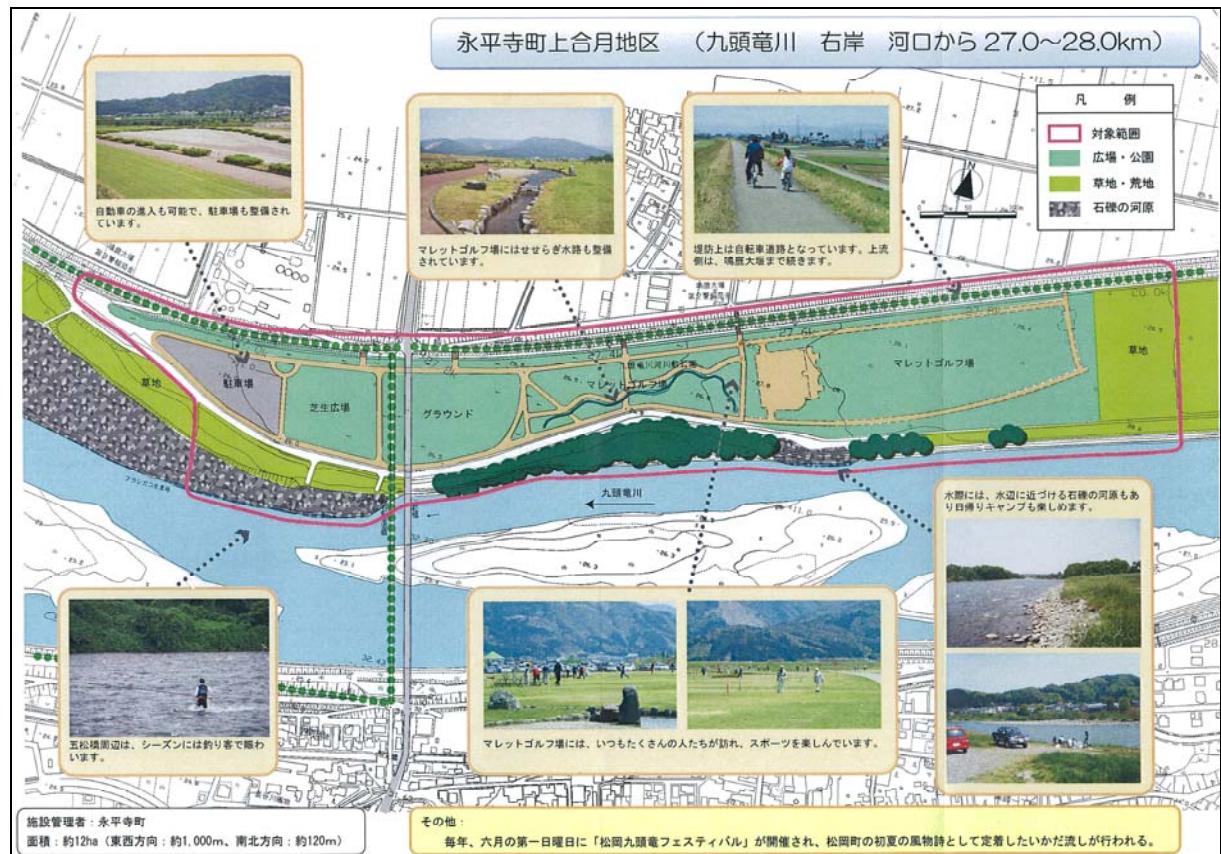 永平寺町上合月地区 （九頭竜川 右岸 河口から27.0～28.0km）
凡 例
対象範囲
広場・公園
草地・荒地
石礫の河原
自動車の進入も可能で、駐車場も整備され
ています。
マレットゴルフ場にはせせらぎ水路も整備
されています。
堤防上は自転車道路となっています。上流
側は、鳴鹿大堰まで続きます。
N
草地
駐車場
芝生広場
グラウンド
マレットゴルフ場
マレットゴルフ場
草地
九頭竜川
水際には、水辺に近づける石礫の河原もあ
り日帰りキャンプも楽しめます。
五松橋周辺は、シーズンには釣り客で賑わ
います。
マレットゴルフ場には、いつもたくさんの人たちが訪れ、スポーツを楽しんでいます。
施設管理者：永平寺町
面積：約12ha（東西方向：約1,000m、南北方向：約120m）
その他：
毎年、六月の第一日曜日に「松岡九頭竜フェスティバル」が開催され、松岡町の初夏の風物詩として定着したいかだ流しが行われる。